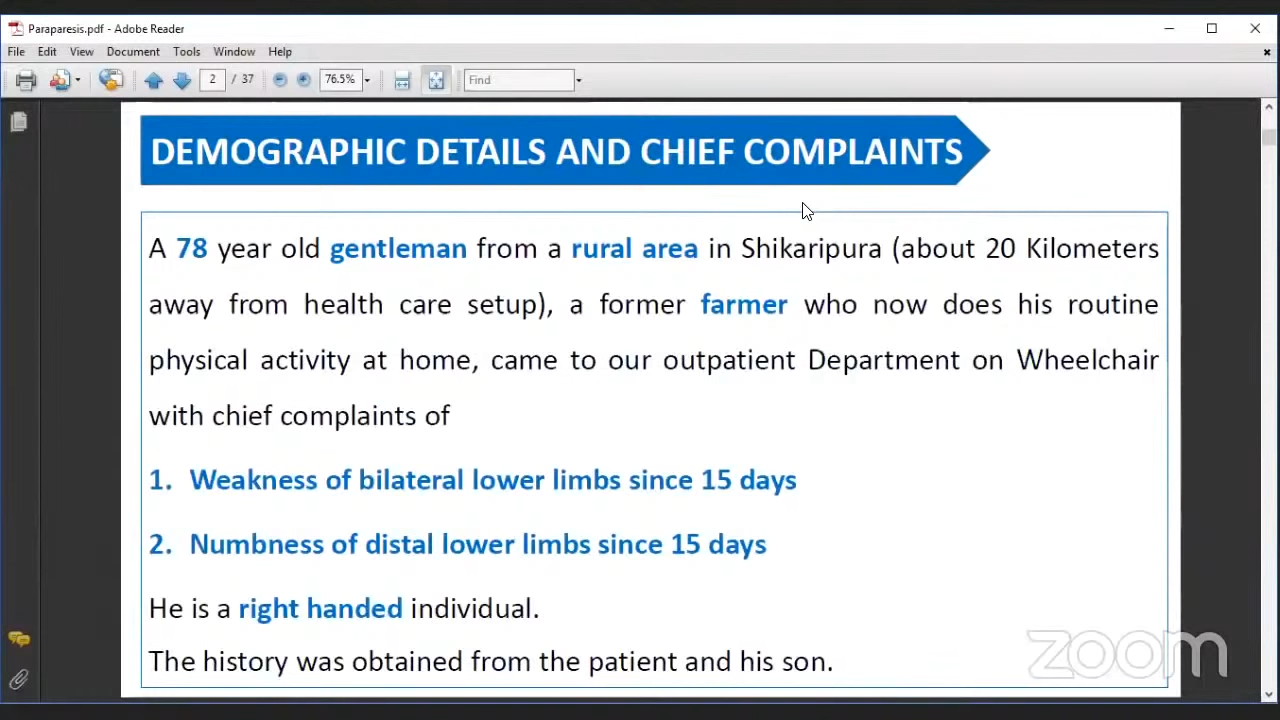 Paraparesis.pdf - Adobe Reader
File Edit View Document Tools Window Help
2 / 37 76.5% Find
DEMOGRAPHIC DETAILS AND CHIEF COMPLAINTS
A 78 year old gentleman from a rural area in Shikaripura (about 20 Kilometers
away from health care setup), a former farmer who now does his routine
physical activity at home, came to our outpatient Department on Wheelchair
with chief complaints of
1. Weakness of bilateral lower limbs since 15 days
2. Numbness of distal lower limbs since 15 days
He is a right handed individual.
The history was obtained from the patient and his son.
zoom